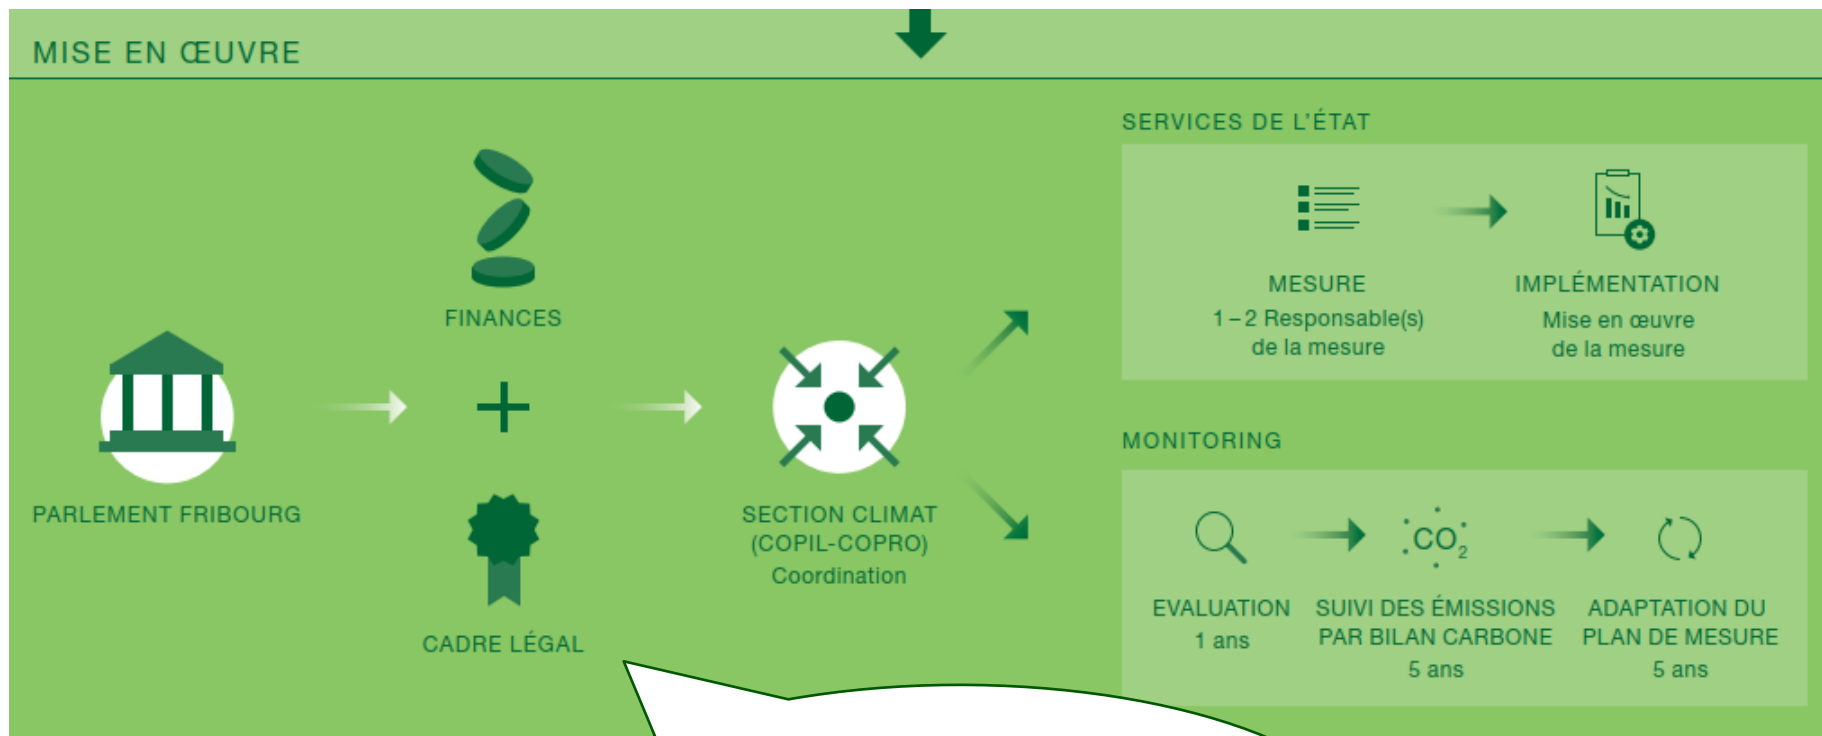 MISE EN ŒUVRE
PARLEMENT FRIBOURG
FINANCES
CADRE LÉGAL
SECTION CLIMAT
(COPIL-COPRO)
Coordination
SERVICES DE L'ÉTAT
MESURE
1 – 2 Responsable(s)
de la mesure
IMPLÉMENTATION
Mise en œuvre
de la mesure
MONITORING
EVALUATION
1 ans
CO₂
SUIVI DES ÉMISSIONS
PAR BILAN CARBONE
5 ans
ADAPTATION DU
PLAN DE MESURE
5 ans